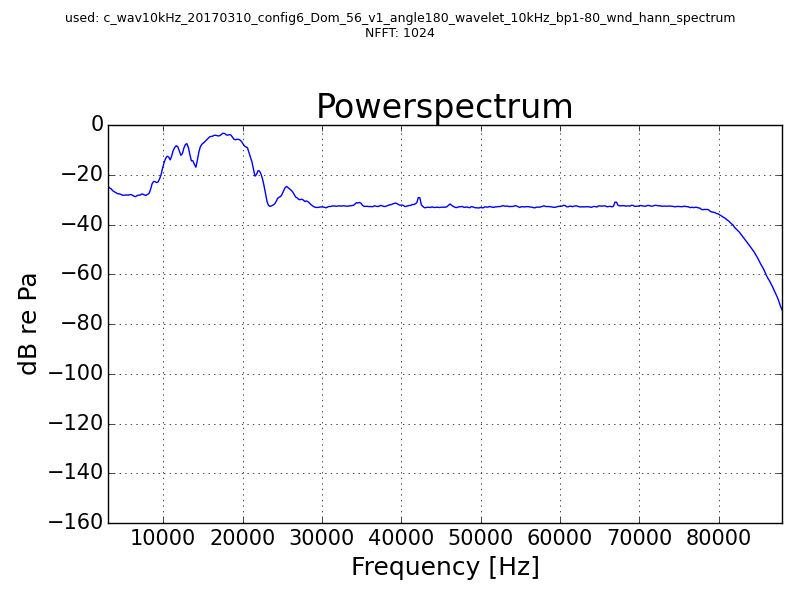 used: c_wav10kHz_20170310_config6_Dom_56_v1_angle180_wavelet_10kHz_bp1-80_wnd_hann_spectrum
NFFT: 1024
Powerspectrum
0
−20
−40
−60
−80
−100
−120
−140
−160
dB re Pa
10000 20000 30000 40000 50000 60000 70000 80000
Frequency [Hz]